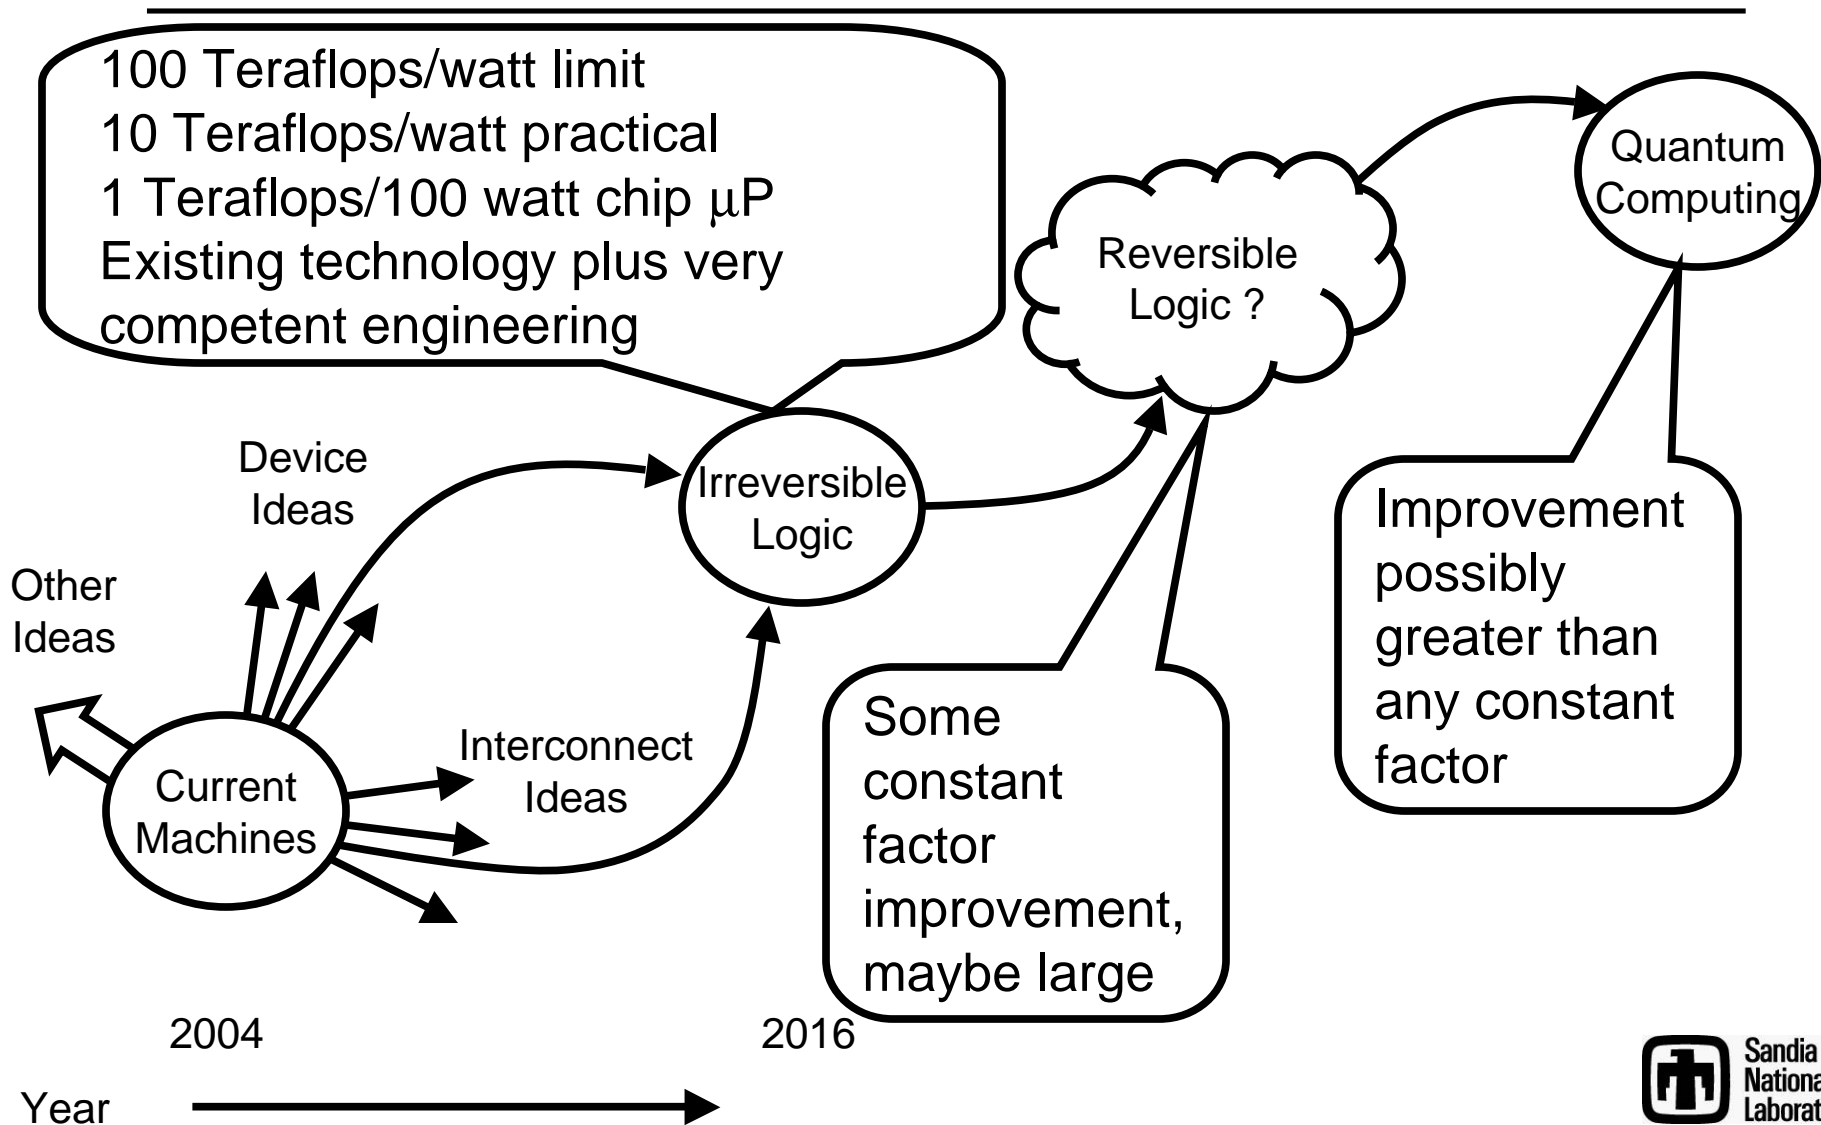 100 Teraflops/watt limit
10 Teraflops/watt practical
1 Teraflops/100 watt chip μP
Existing technology plus very
competent engineering
Quantum
Computing
Reversible
Logic ?
Device
Ideas
Irreversible
Logic
Improvement
possibly
greater than
any constant
factor
Other
Ideas
Some
constant
factor
improvement,
maybe large
Interconnect
Ideas
Current
Machines
2004
2016
Year
Sandia
Nationa
Laborat